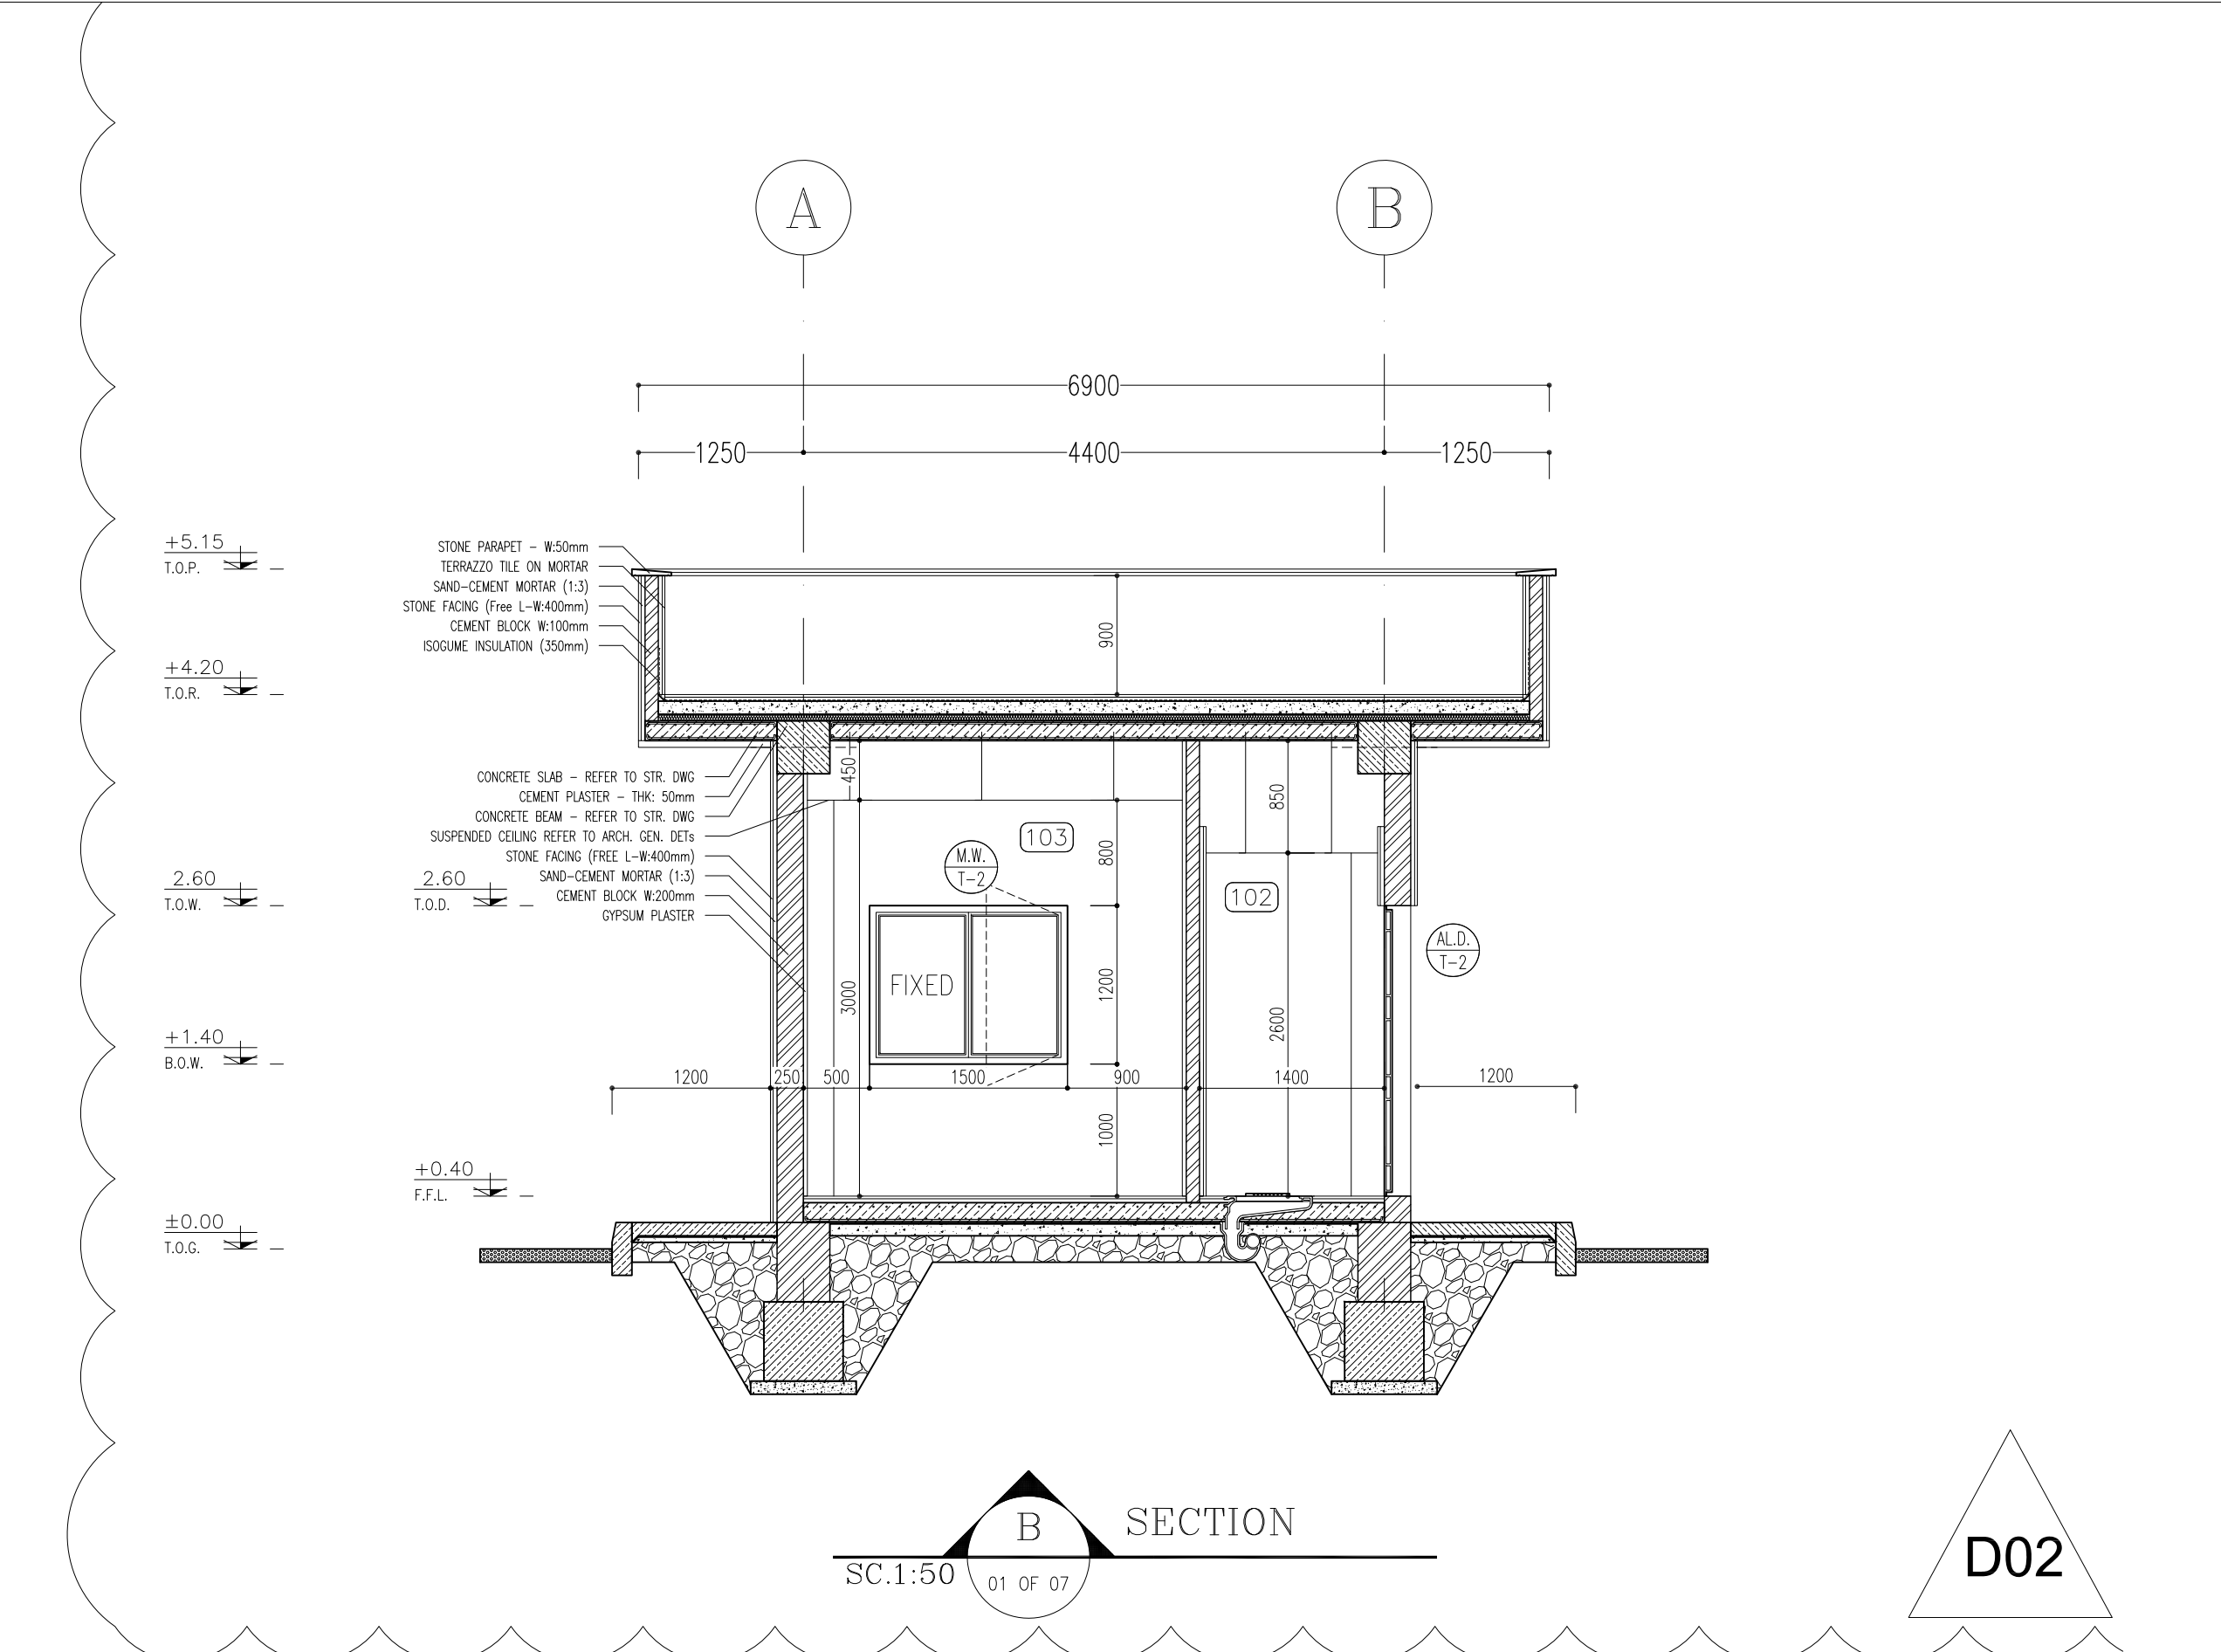 A
B
6900
1250
4400
1250
+5.15
T.O.P.
STONE PARAPET - W:50mm
TERRAZZO TILE ON MORTAR
SAND-CEMENT MORTAR (1:3)
STONE FACING (Free L-W:400mm)
CEMENT BLOCK W:100mm
ISOGUME INSULATION (350mm)
900
+4.20
T.O.R.
CONCRETE SLAB - REFER TO STR. DWG
CEMENT PLASTER - THK: 50mm
CONCRETE BEAM - REFER TO STR. DWG
SUSPENDED CEILING REFER TO ARCH. GEN. DETs
STONE FACING (FREE L-W:400mm)
SAND-CEMENT MORTAR (1:3)
CEMENT BLOCK W:200mm
GYPSUM PLASTER
450
850
103
800
M.W.
T-2
102
2.60
T.O.W.
2.60
T.O.D.
AL.D.
T-2
FIXED
3000
1200
2600
+1.40
B.O.W.
1200
250
500
1500
900
1400
1200
1000
+0.40
F.F.L.
±0.00
T.O.G.
B
SECTION
SC.1:50
01 OF 07
D02